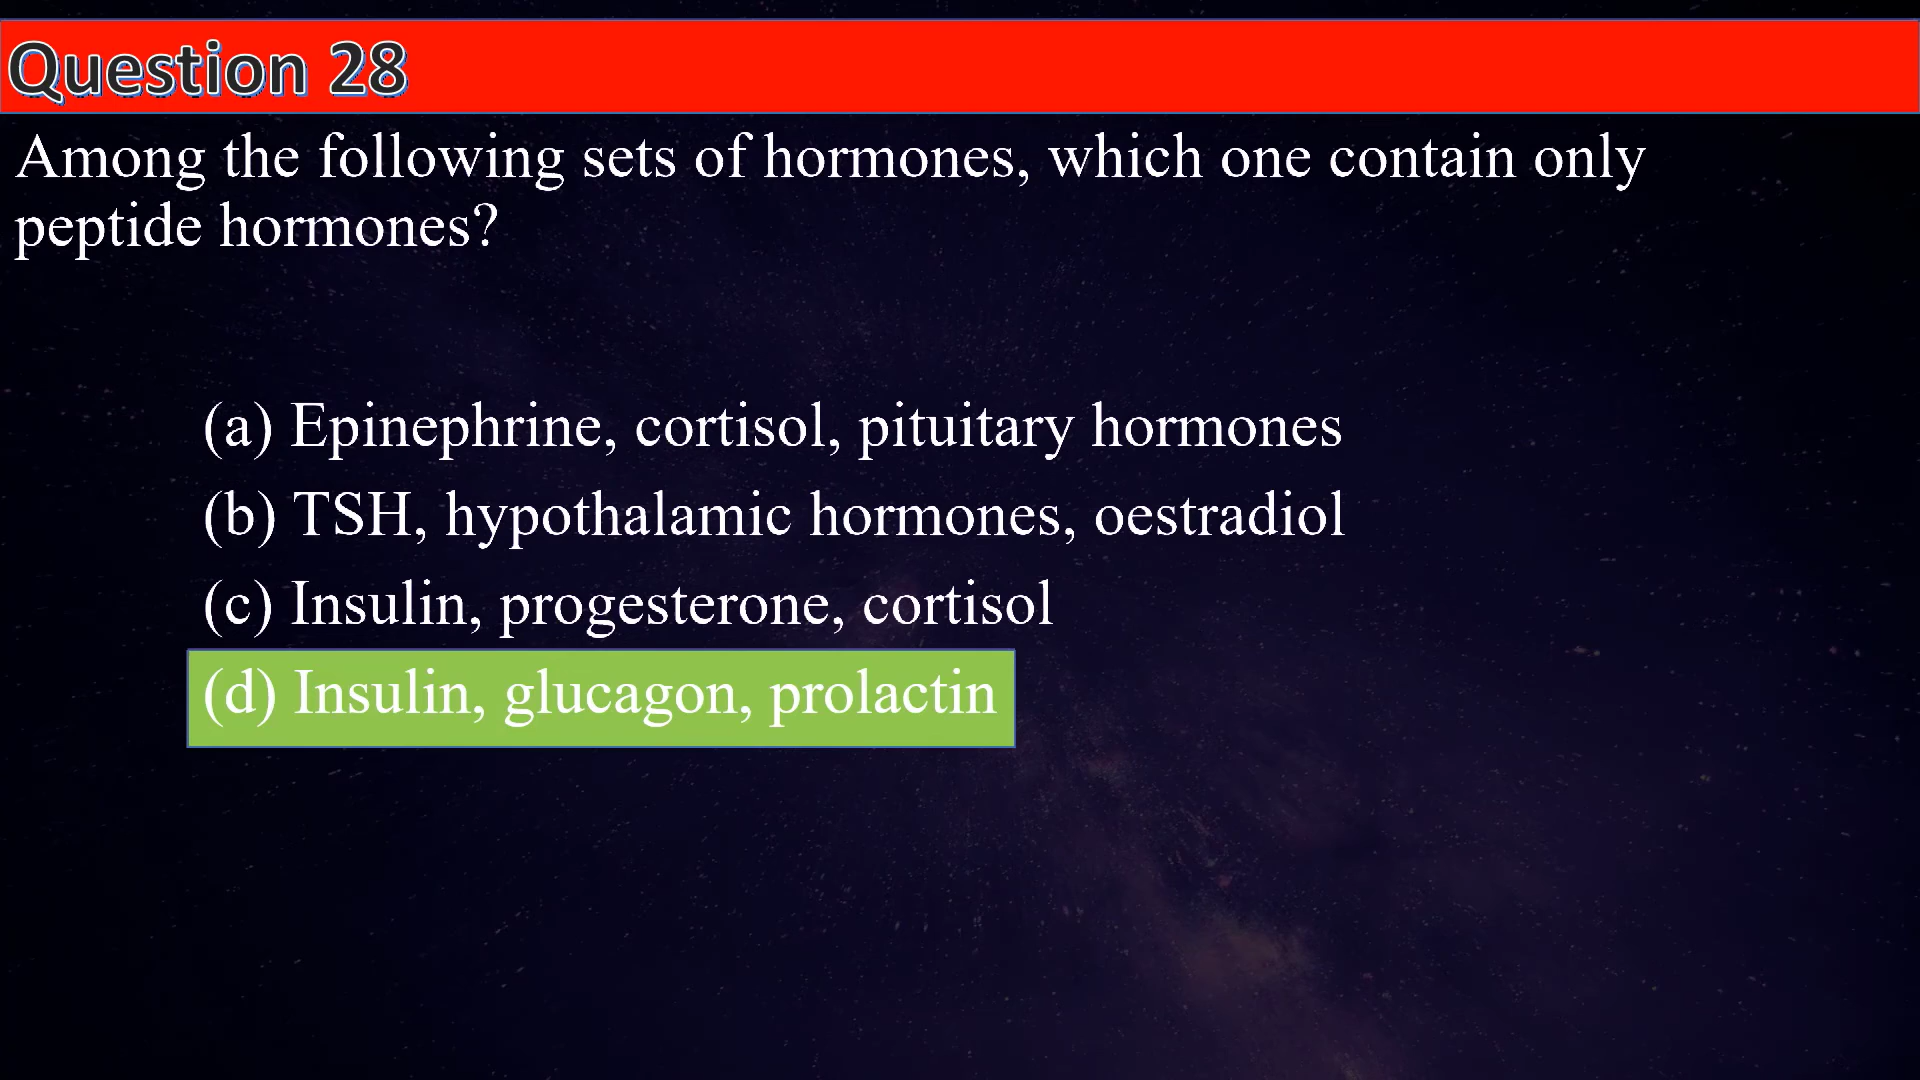 Question 28
Among the following sets of hormones, which one contain only
peptide hormones?
(a) Epinephrine, cortisol, pituitary hormones
(b) TSH, hypothalamic hormones, oestradiol
(c) Insulin, progesterone, cortisol
(d) Insulin, glucagon, prolactin